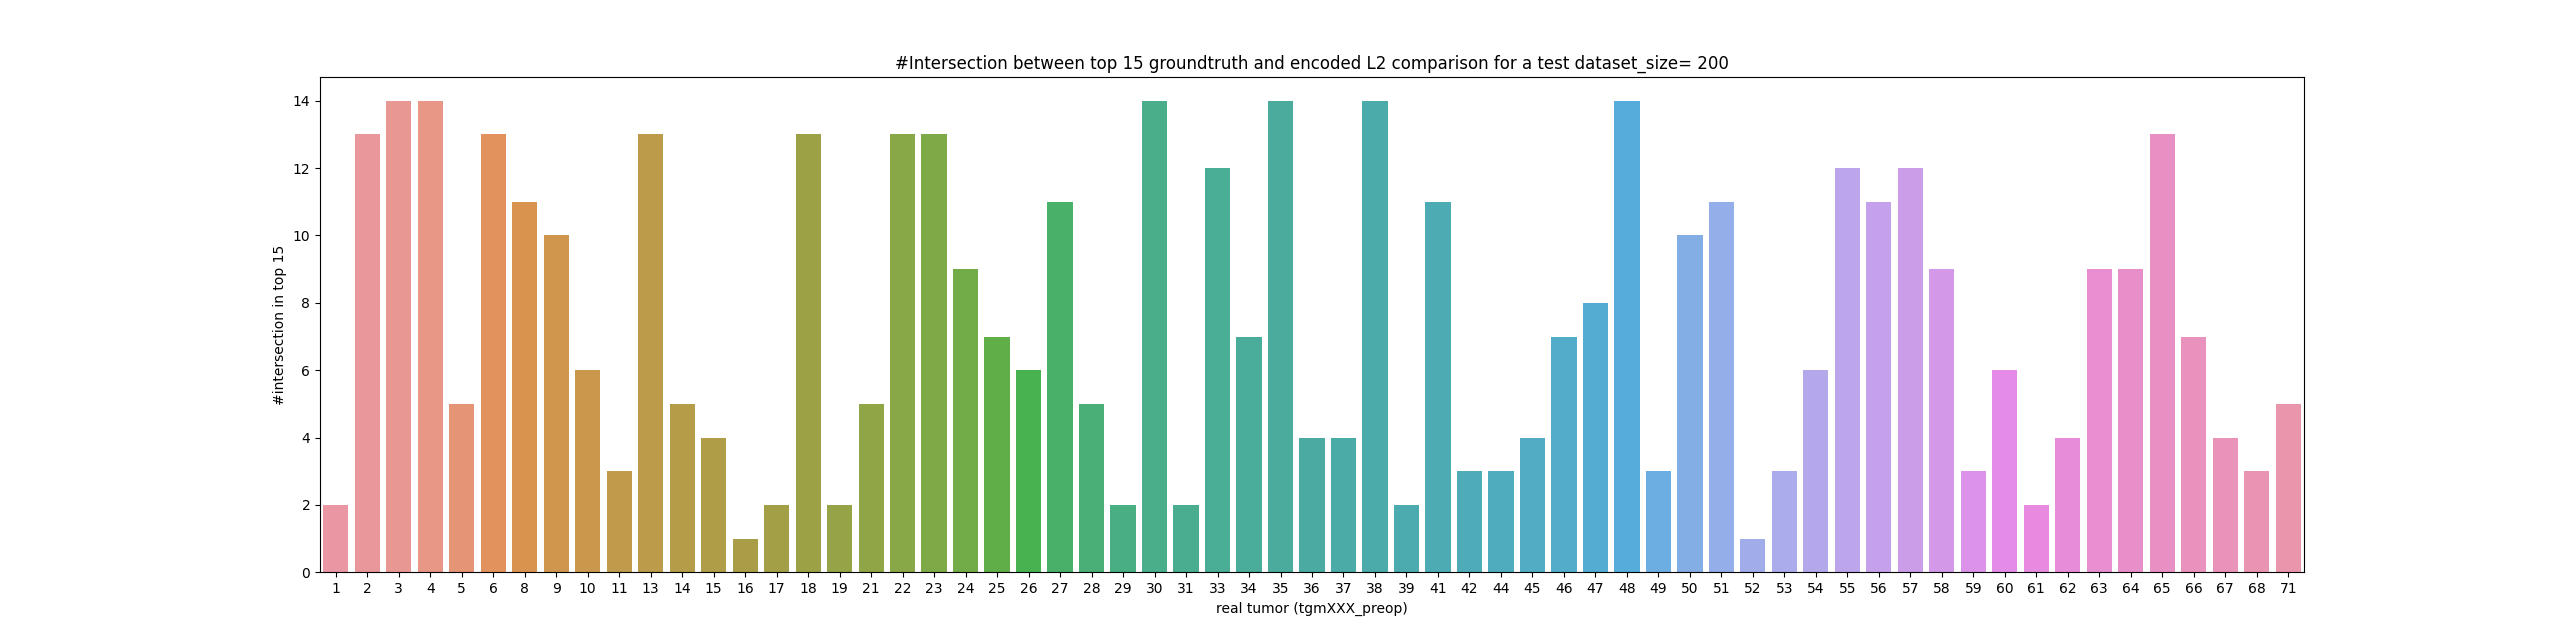 #Intersection between top 15 groundtruth and encoded L2 comparison for a test dataset_size= 200
14
12
10
8
6
4
2
0
#intersection in top 15
1 2 3 4 5 6 8 9 10 11 13 14 15 16 17 18 19 21 22 23 24 25 26 27 28 29 30 31 33 34 35 36 37 38 39 41 42 44 45 46 47 48 49 50 51 52 53 54 55 56 57 58 59 60 61 62 63 64 65 66 67 68 71
real tumor (tgmXXX_preop)